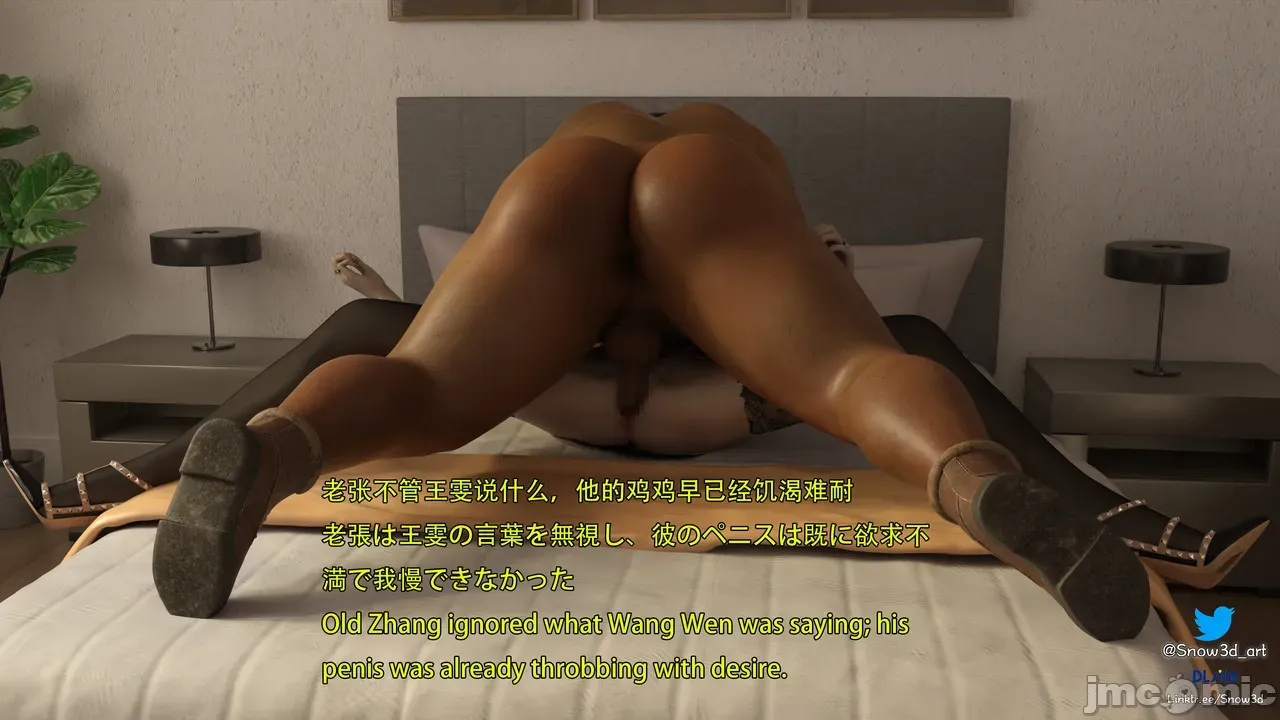 老张不管王雯说什么，他的鸡鸡早已经饥渴难耐
老張は王雯の言葉を無視し、彼のペニスは既に欲求不
満で我慢できなかった
Old Zhang ignored what Wang Wen was saying; his
penis was already throbbing with desire.
@Snow3d_art
jmcomic
Linktr.ee/Snow3d